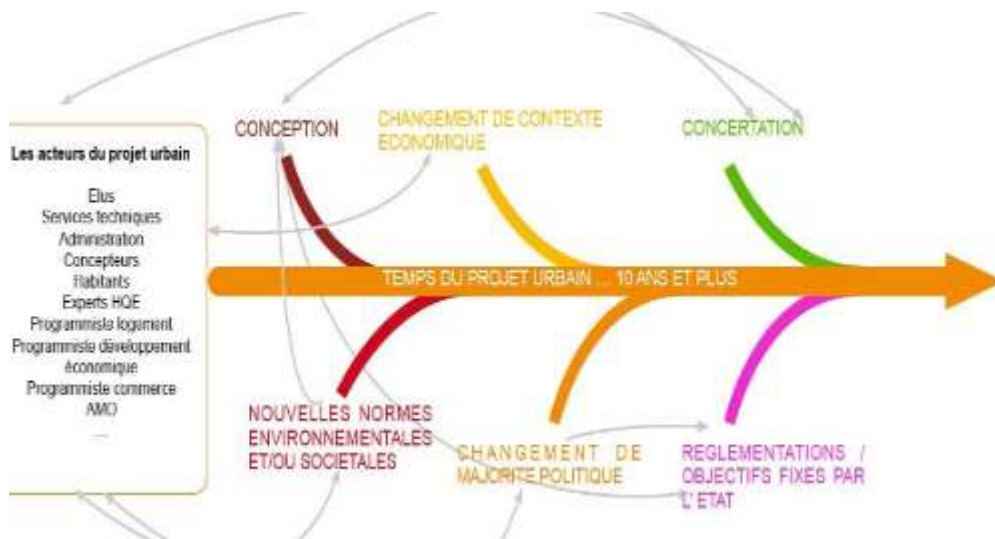 Les acteurs du projet urbain
Elus
Services techniques
Administration
Concepteurs
Habitants
Experts HQE
Programmiste logement
Programmiste développement
économique
Programmiste commerce
AMO
....
CONCEPTION
CHANGEMENT DE CONTEXTE
ECONOMIQUE
CONCERTATION
TEMPS DU PROJET URBAIN ... 10 ANS ET PLUS
NOUVELLES NORMES
ENVIRONNEMENTALES
ET/OU SOCIETALES
CHANGEMENT DE
MAJORITE POLITIQUE
REGLEMENTATIONS /
OBJECTIFS FIXES PAR
L' ETAT